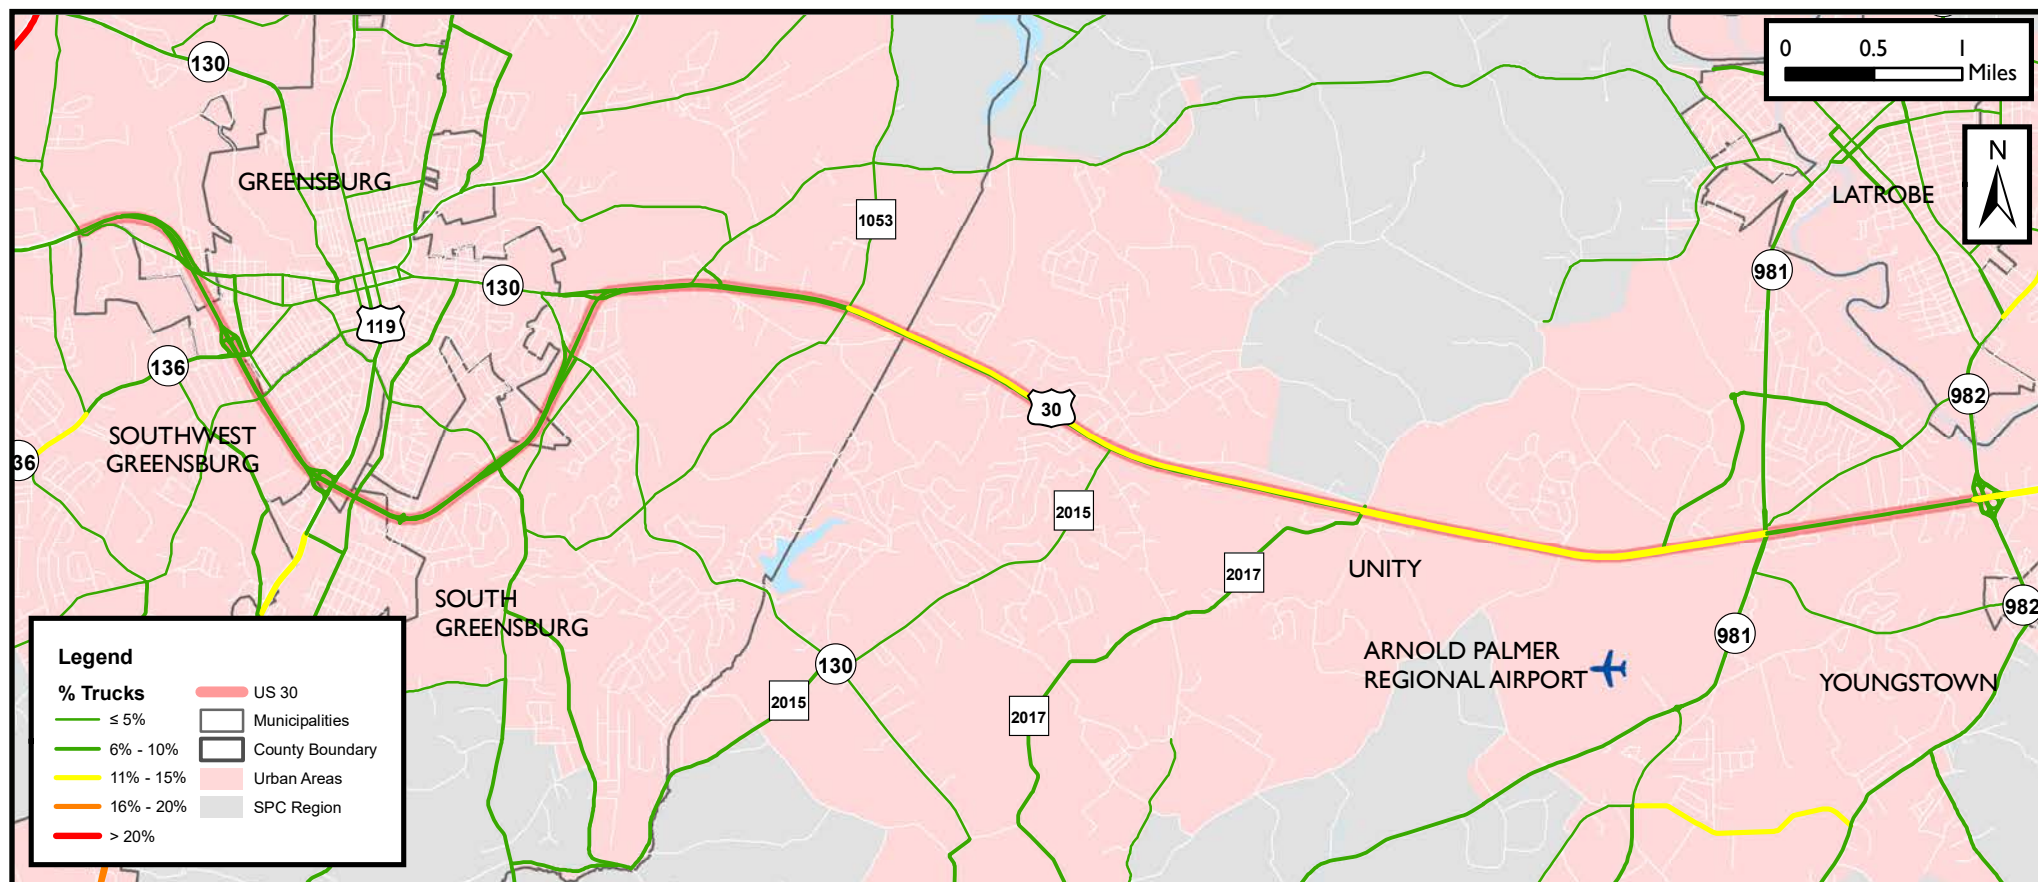 0 0.5 1
Miles
N
130
GREENSBURG
LATROBE
1053
981
130
119
136
982
30
SOUTHWEST
GREENSBURG
36
2015
2017
UNITY
SOUTH
GREENSBURG
982
981
130
ARNOLD PALMER
REGIONAL AIRPORT
YOUNGSTOWN
2015
2017
Legend
% Trucks
≤ 5%
6% - 10%
11% - 15%
16% - 20%
> 20%
US 30
Municipalities
County Boundary
Urban Areas
SPC Region